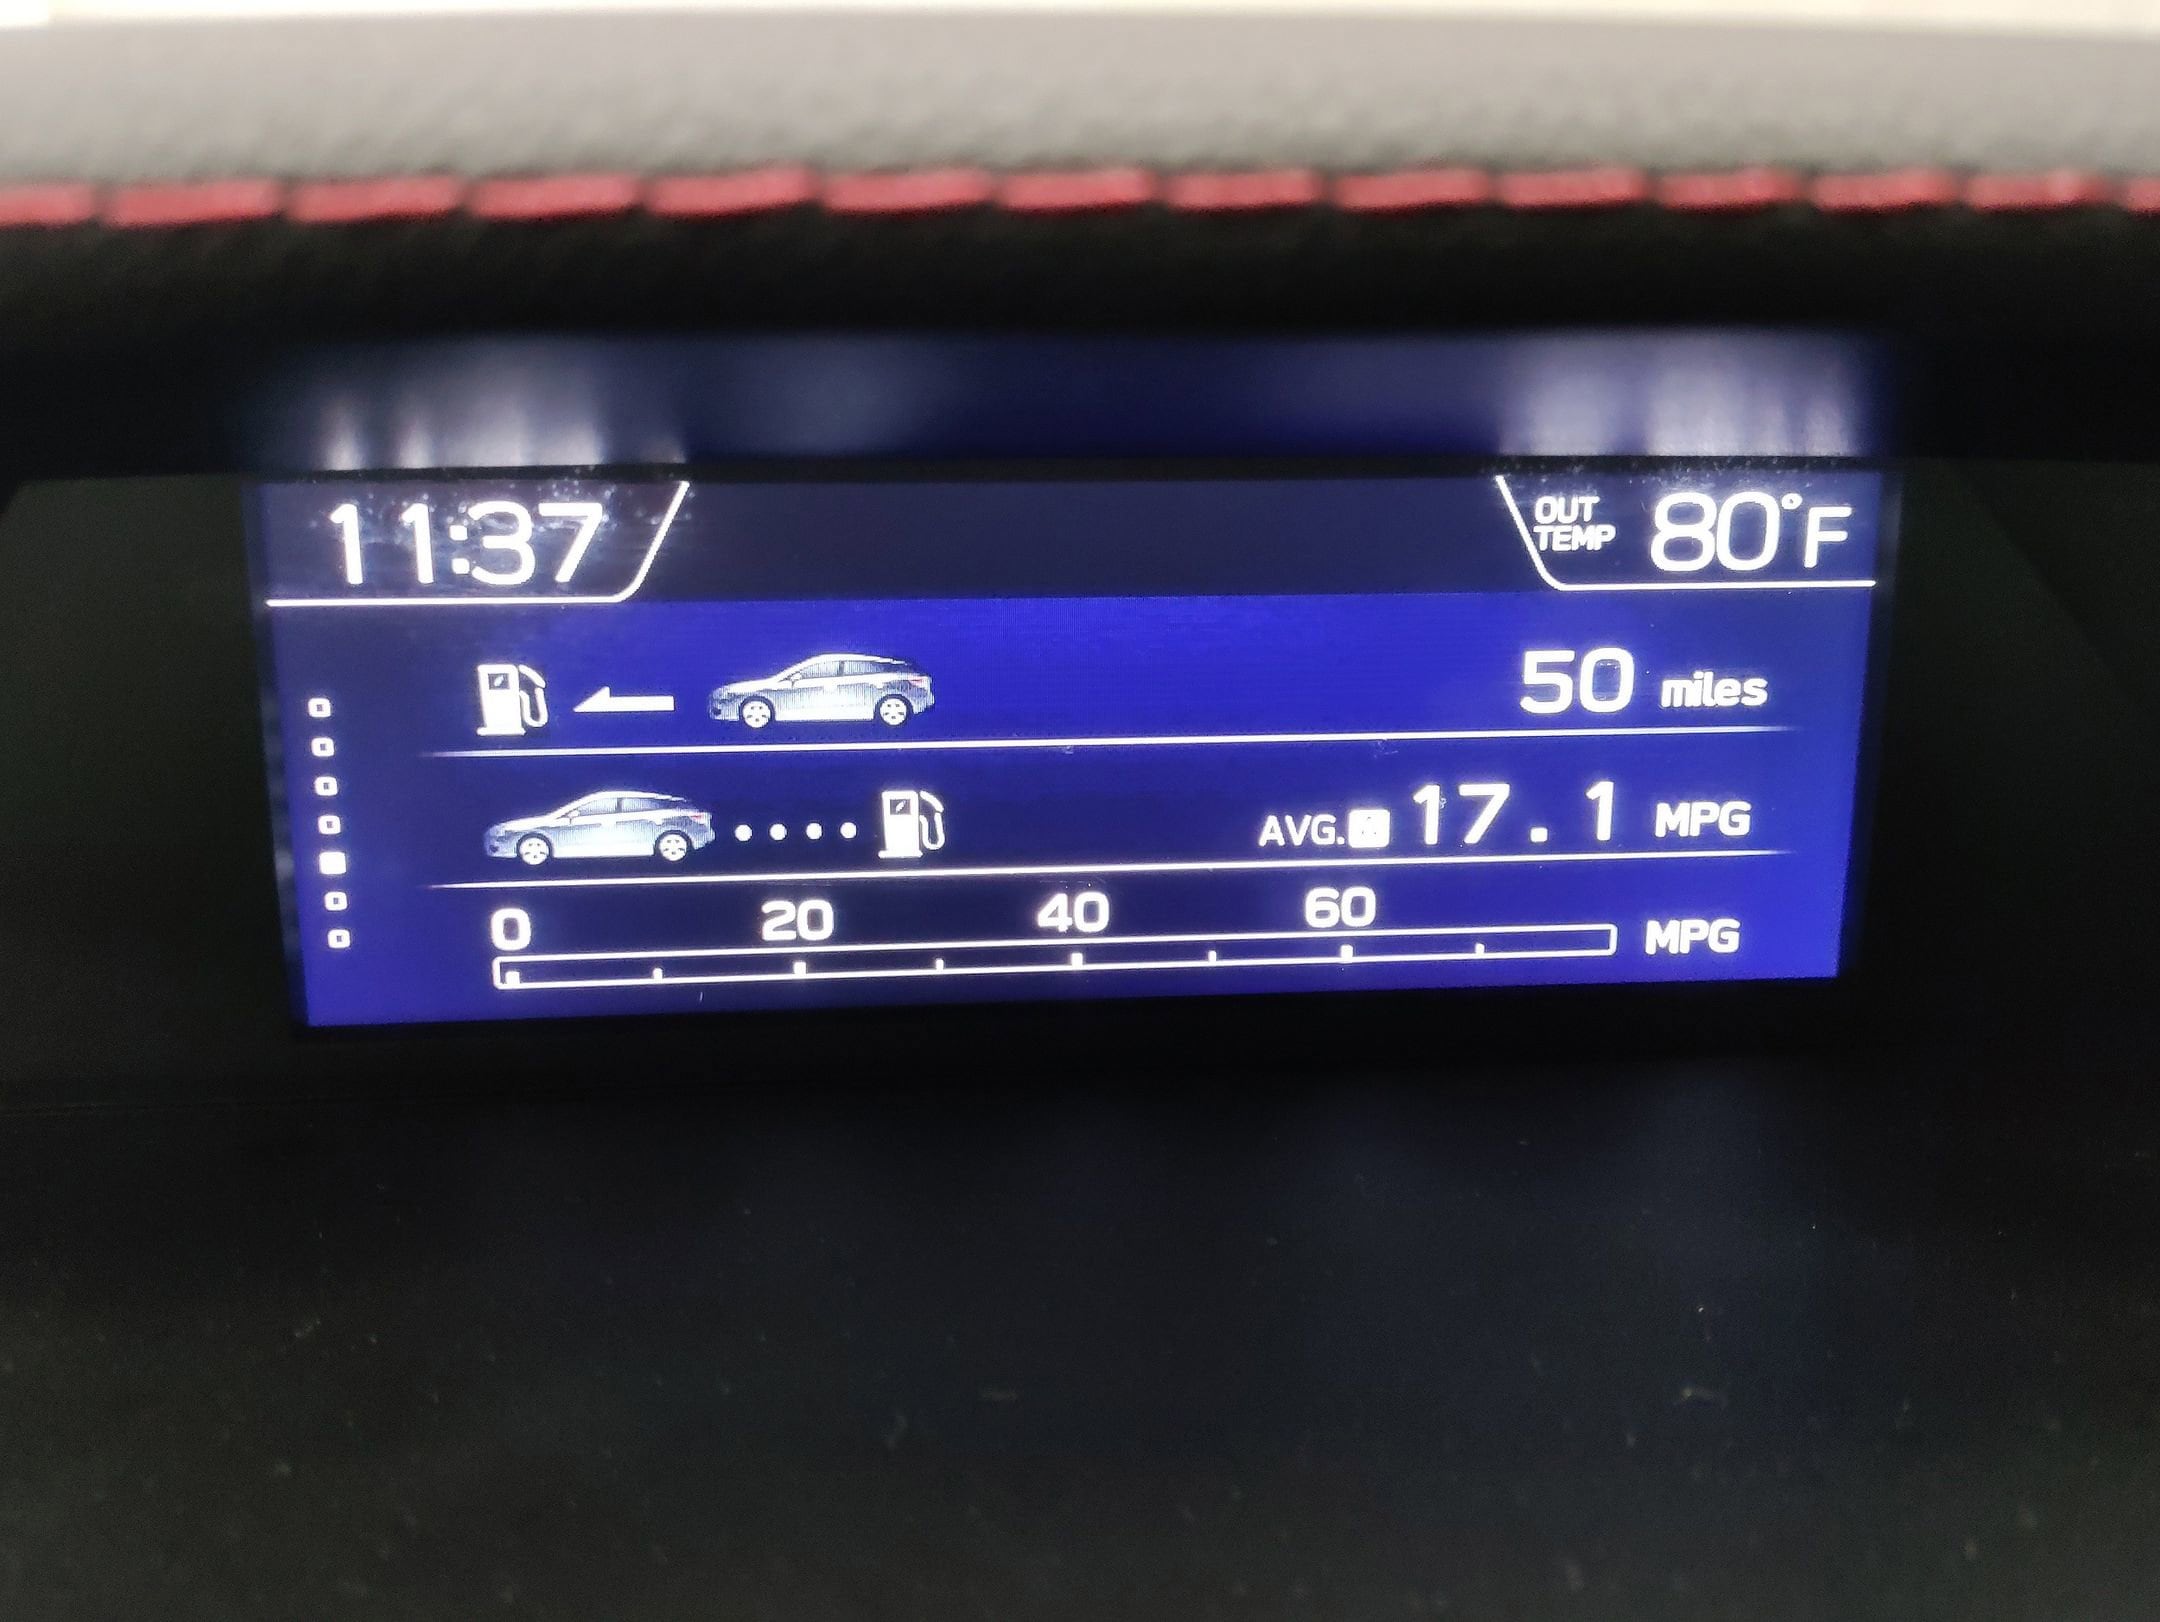 11:37
OUT TEMP 80°F
50 miles
AVG. 17.1 MPG
0 20 40 60
MPG